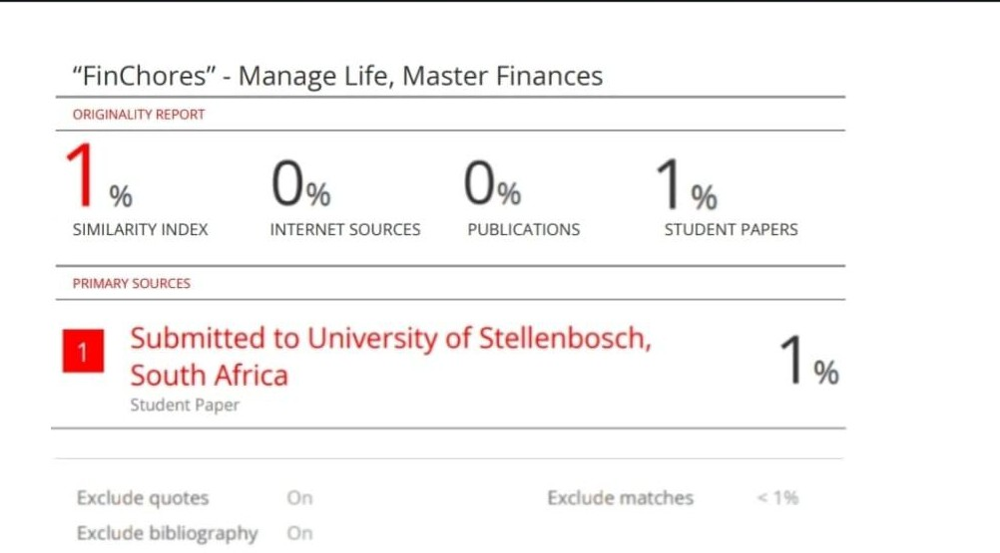 “FinChores” - Manage Life, Master Finances
ORIGINALITY REPORT
1% 0% 0% 1%
SIMILARITY INDEX INTERNET SOURCES PUBLICATIONS STUDENT PAPERS
PRIMARY SOURCES
1 Submitted to University of Stellenbosch, 1%
South Africa
Student Paper
Exclude quotes On Exclude matches < 1%
Exclude bibliography On